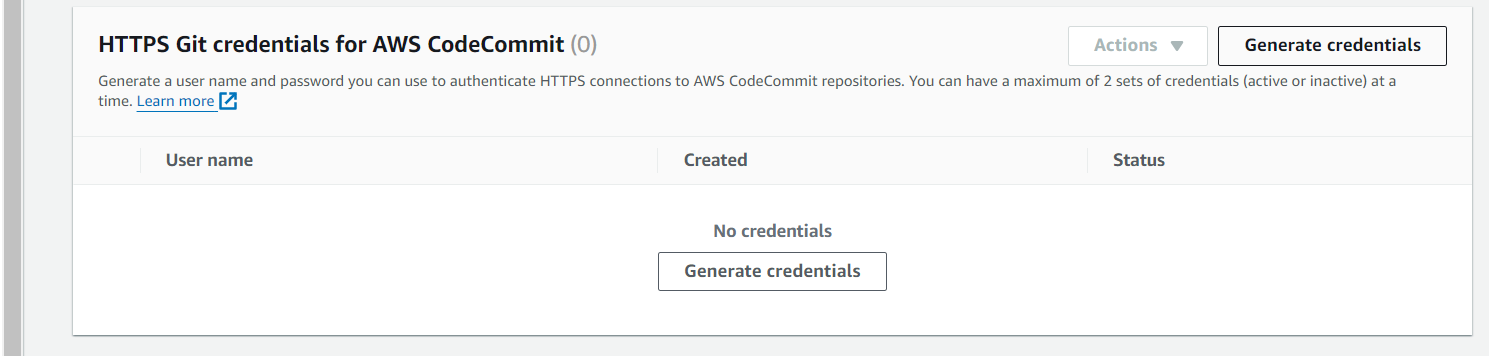 HTTPS Git credentials for AWS CodeCommit (0)
Actions
Generate credentials
Generate a user name and password you can use to authenticate HTTPS connections to AWS CodeCommit repositories. You can have a maximum of 2 sets of credentials (active or inactive) at a
time. Learn more
User name
Created
Status
No credentials
Generate credentials